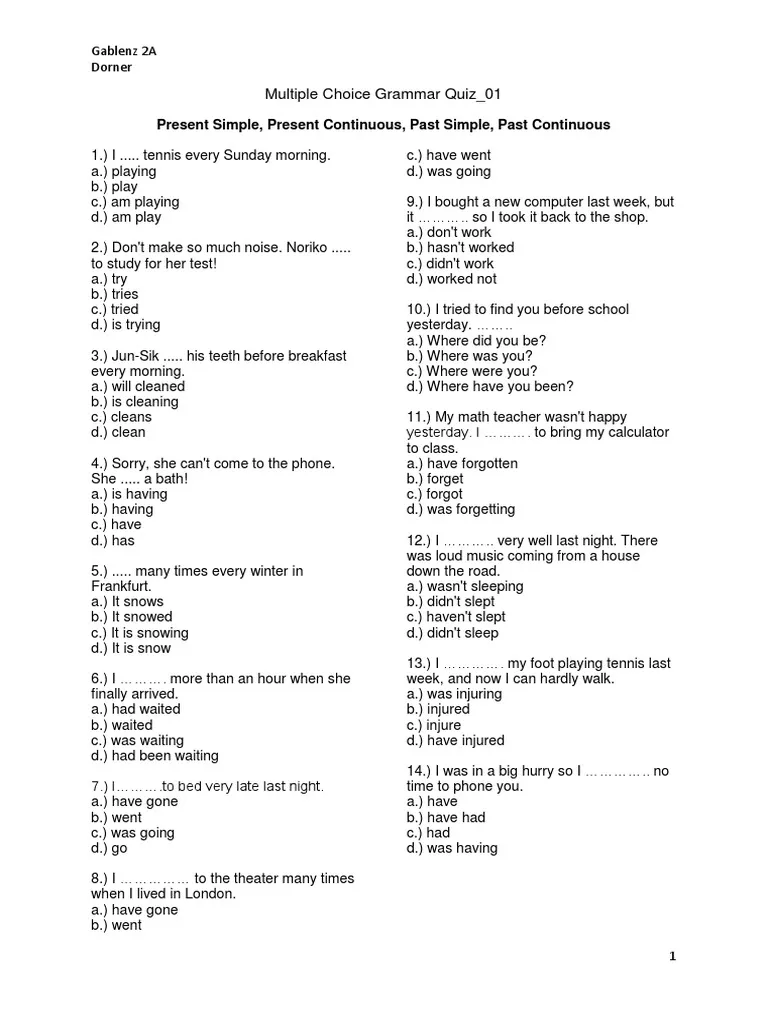 Gablenz 2A
Dorner
Multiple Choice Grammar Quiz_01
Present Simple, Present Continuous, Past Simple, Past Continuous
1.) I ..... tennis every Sunday morning.
a.) playing
b.) play
c.) am playing
d.) am play
2.) Don't make so much noise. Noriko .....
to study for her test!
a.) try
b.) tries
c.) tried
d.) is trying
3.) Jun-Sik ..... his teeth before breakfast
every morning.
a.) will cleaned
b.) is cleaning
c.) cleans
d.) clean
4.) Sorry, she can't come to the phone.
She ..... a bath!
a.) is having
b.) having
c.) have
d.) has
5.) ..... many times every winter in
Frankfurt.
a.) It snows
b.) It snowed
c.) It is snowing
d.) It is snow
6.) I ………. more than an hour when she
finally arrived.
a.) had waited
b.) waited
c.) was waiting
d.) had been waiting
7.) I……….to bed very late last night.
a.) have gone
b.) went
c.) was going
d.) go
8.) I …………… to the theater many times
when I lived in London.
a.) have gone
b.) went
c.) have went
d.) was going
9.) I bought a new computer last week, but
it ……….. so I took it back to the shop.
a.) don't work
b.) hasn't worked
c.) didn't work
d.) worked not
10.) I tried to find you before school
yesterday. ……..
a.) Where did you be?
b.) Where was you?
c.) Where were you?
d.) Where have you been?
11.) My math teacher wasn't happy
yesterday. I ………. to bring my calculator
to class.
a.) have forgotten
b.) forget
c.) forgot
d.) was forgetting
12.) I ……….. very well last night. There
was loud music coming from a house
down the road.
a.) wasn't sleeping
b.) didn't slept
c.) haven't slept
d.) didn't sleep
13.) I …………. my foot playing tennis last
week, and now I can hardly walk.
a.) was injuring
b.) injured
c.) injure
d.) have injured
14.) I was in a big hurry so I ………….. no
time to phone you.
a.) have
b.) have had
c.) had
d.) was having
1